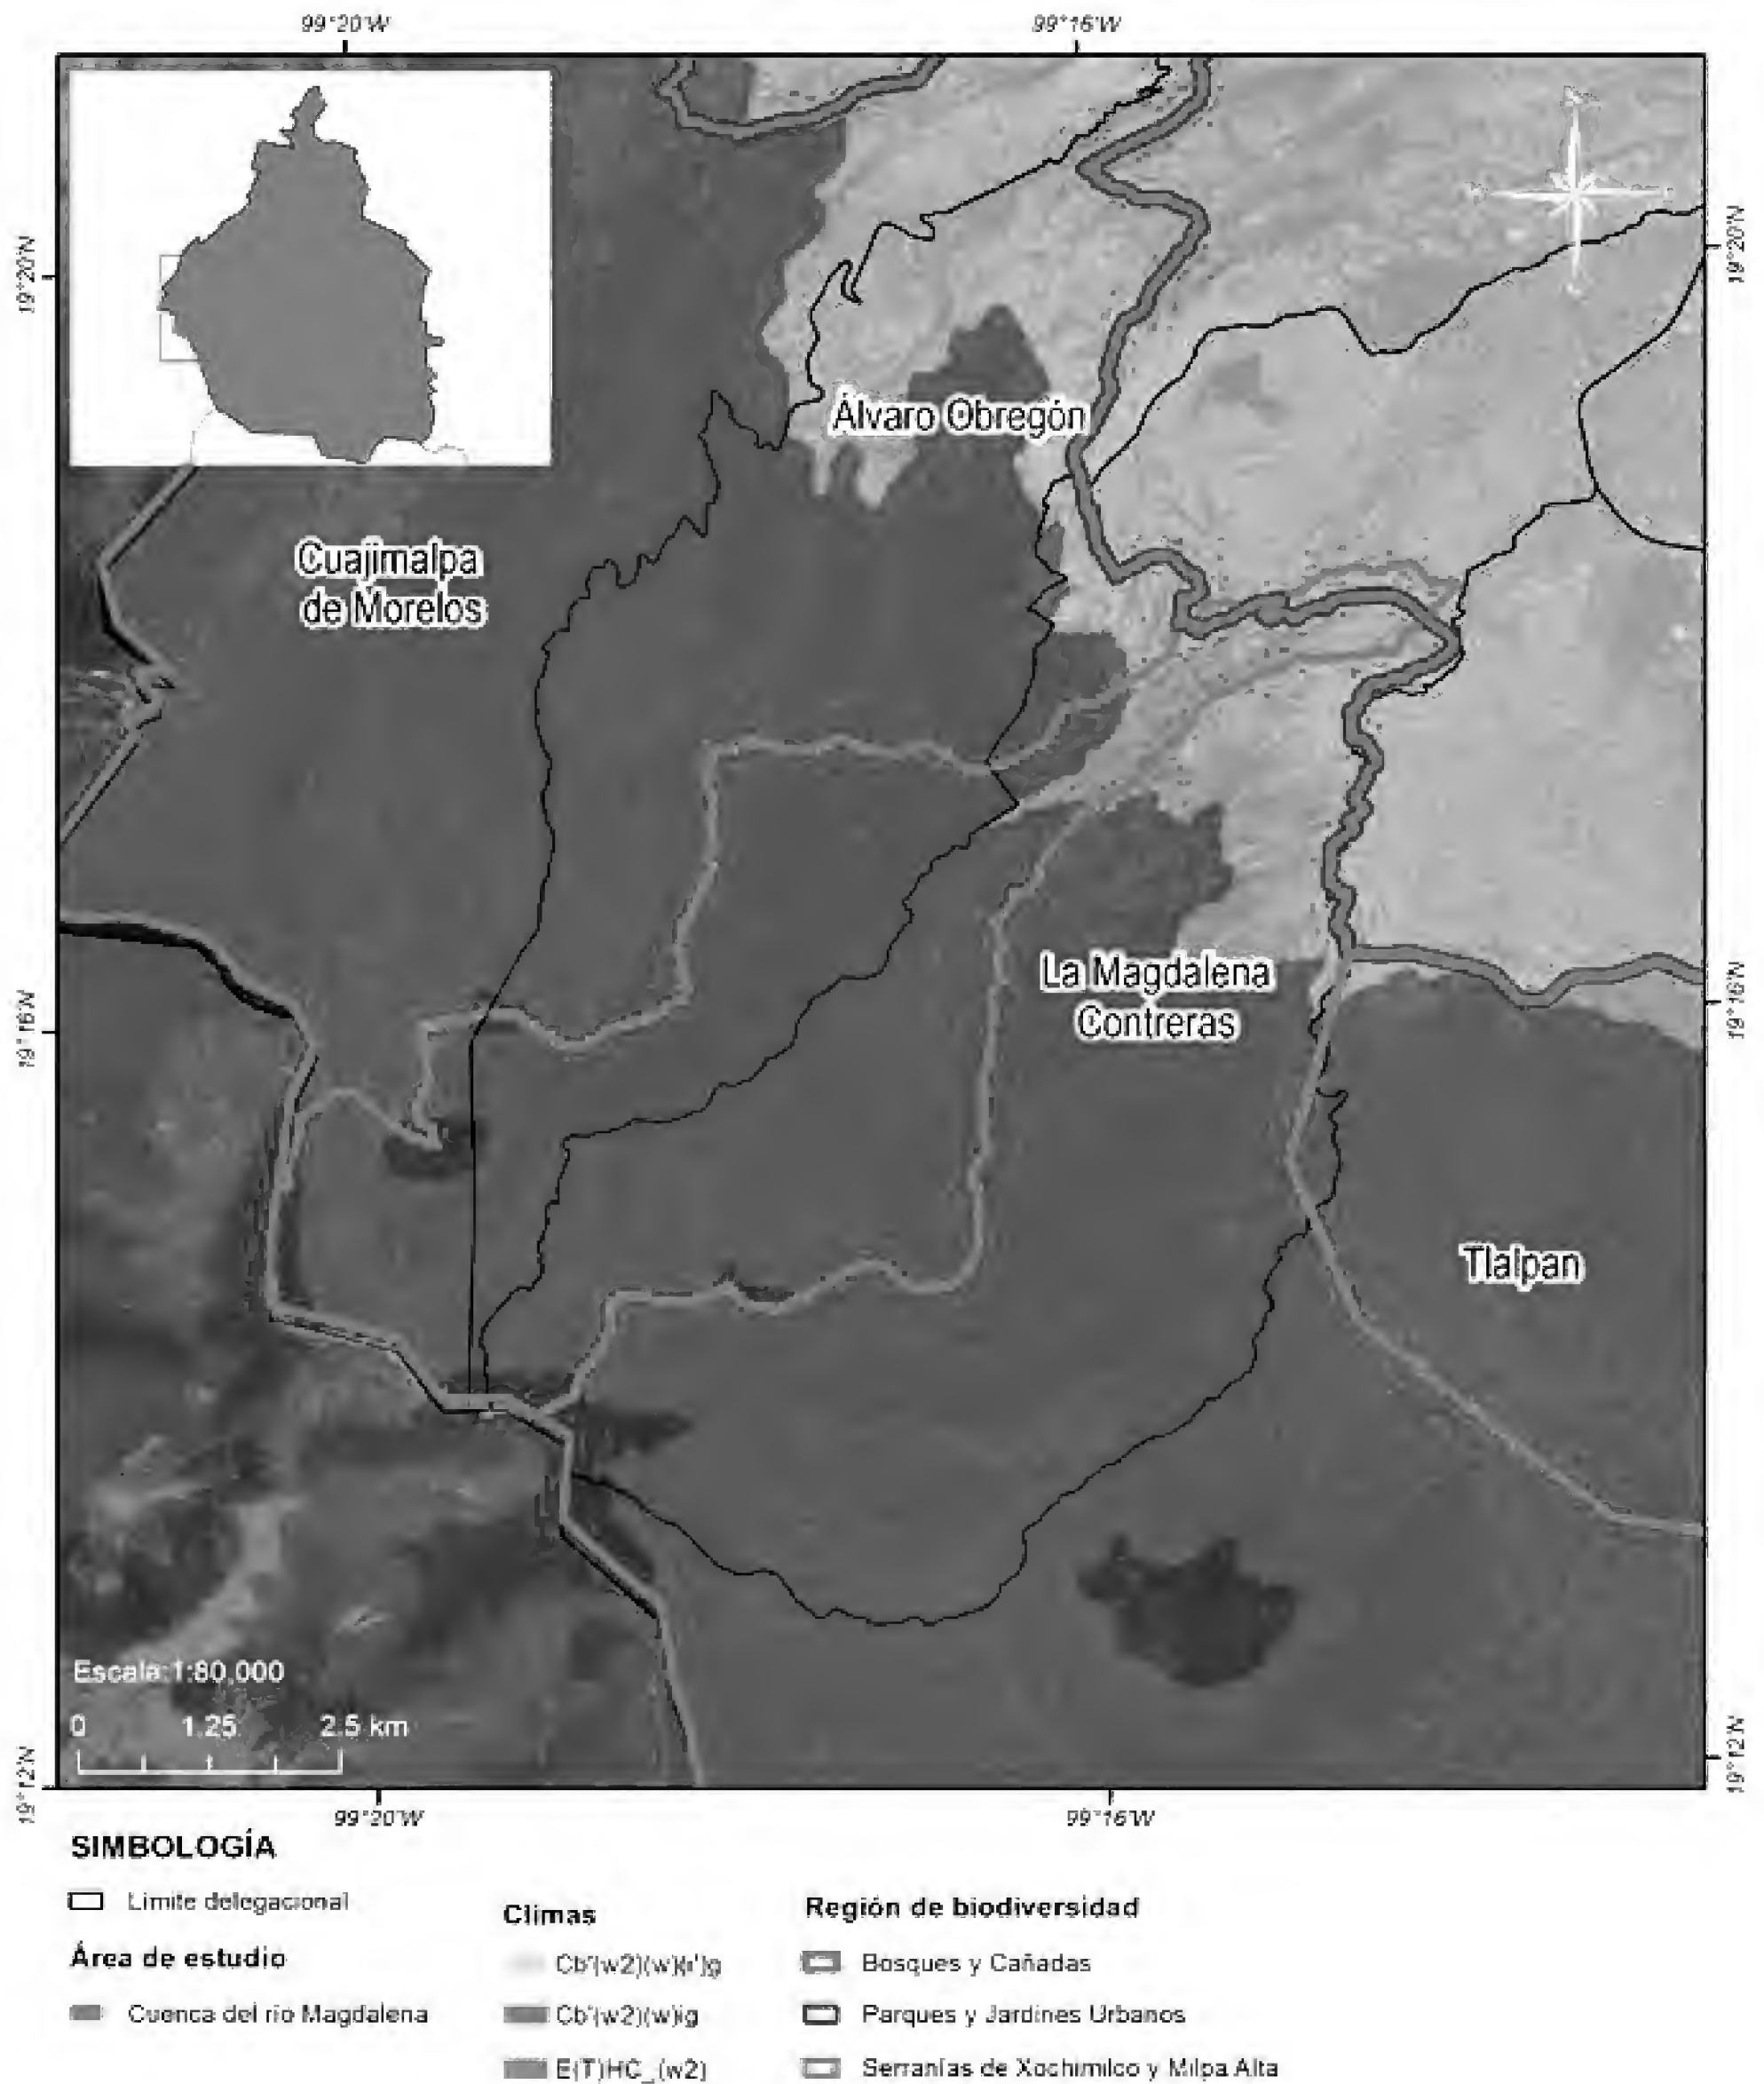 99°20'W
99°16'W
19°20'N
19°20'N
Álvaro Obregón
Cuajimalpa
de Morelos
La Magdalena
Contreras
19°16'N
19°16'N
Tlalpan
Escala:1:80,000
0 1.25 2.5 km
19°12'N
19°12'N
99°20'W
99°16'W
SIMBOLOGÍA
Límite delegacional
Área de estudio
Cuenca del río Magdalena
Climas
Cb'(w2)(w)(i')g
Cb'(w2)(w)ig
E(T)HC_(w2)
Región de biodiversidad
Bosques y Cañadas
Parques y Jardines Urbanos
Serranías de Xochimilco y Milpa Alta